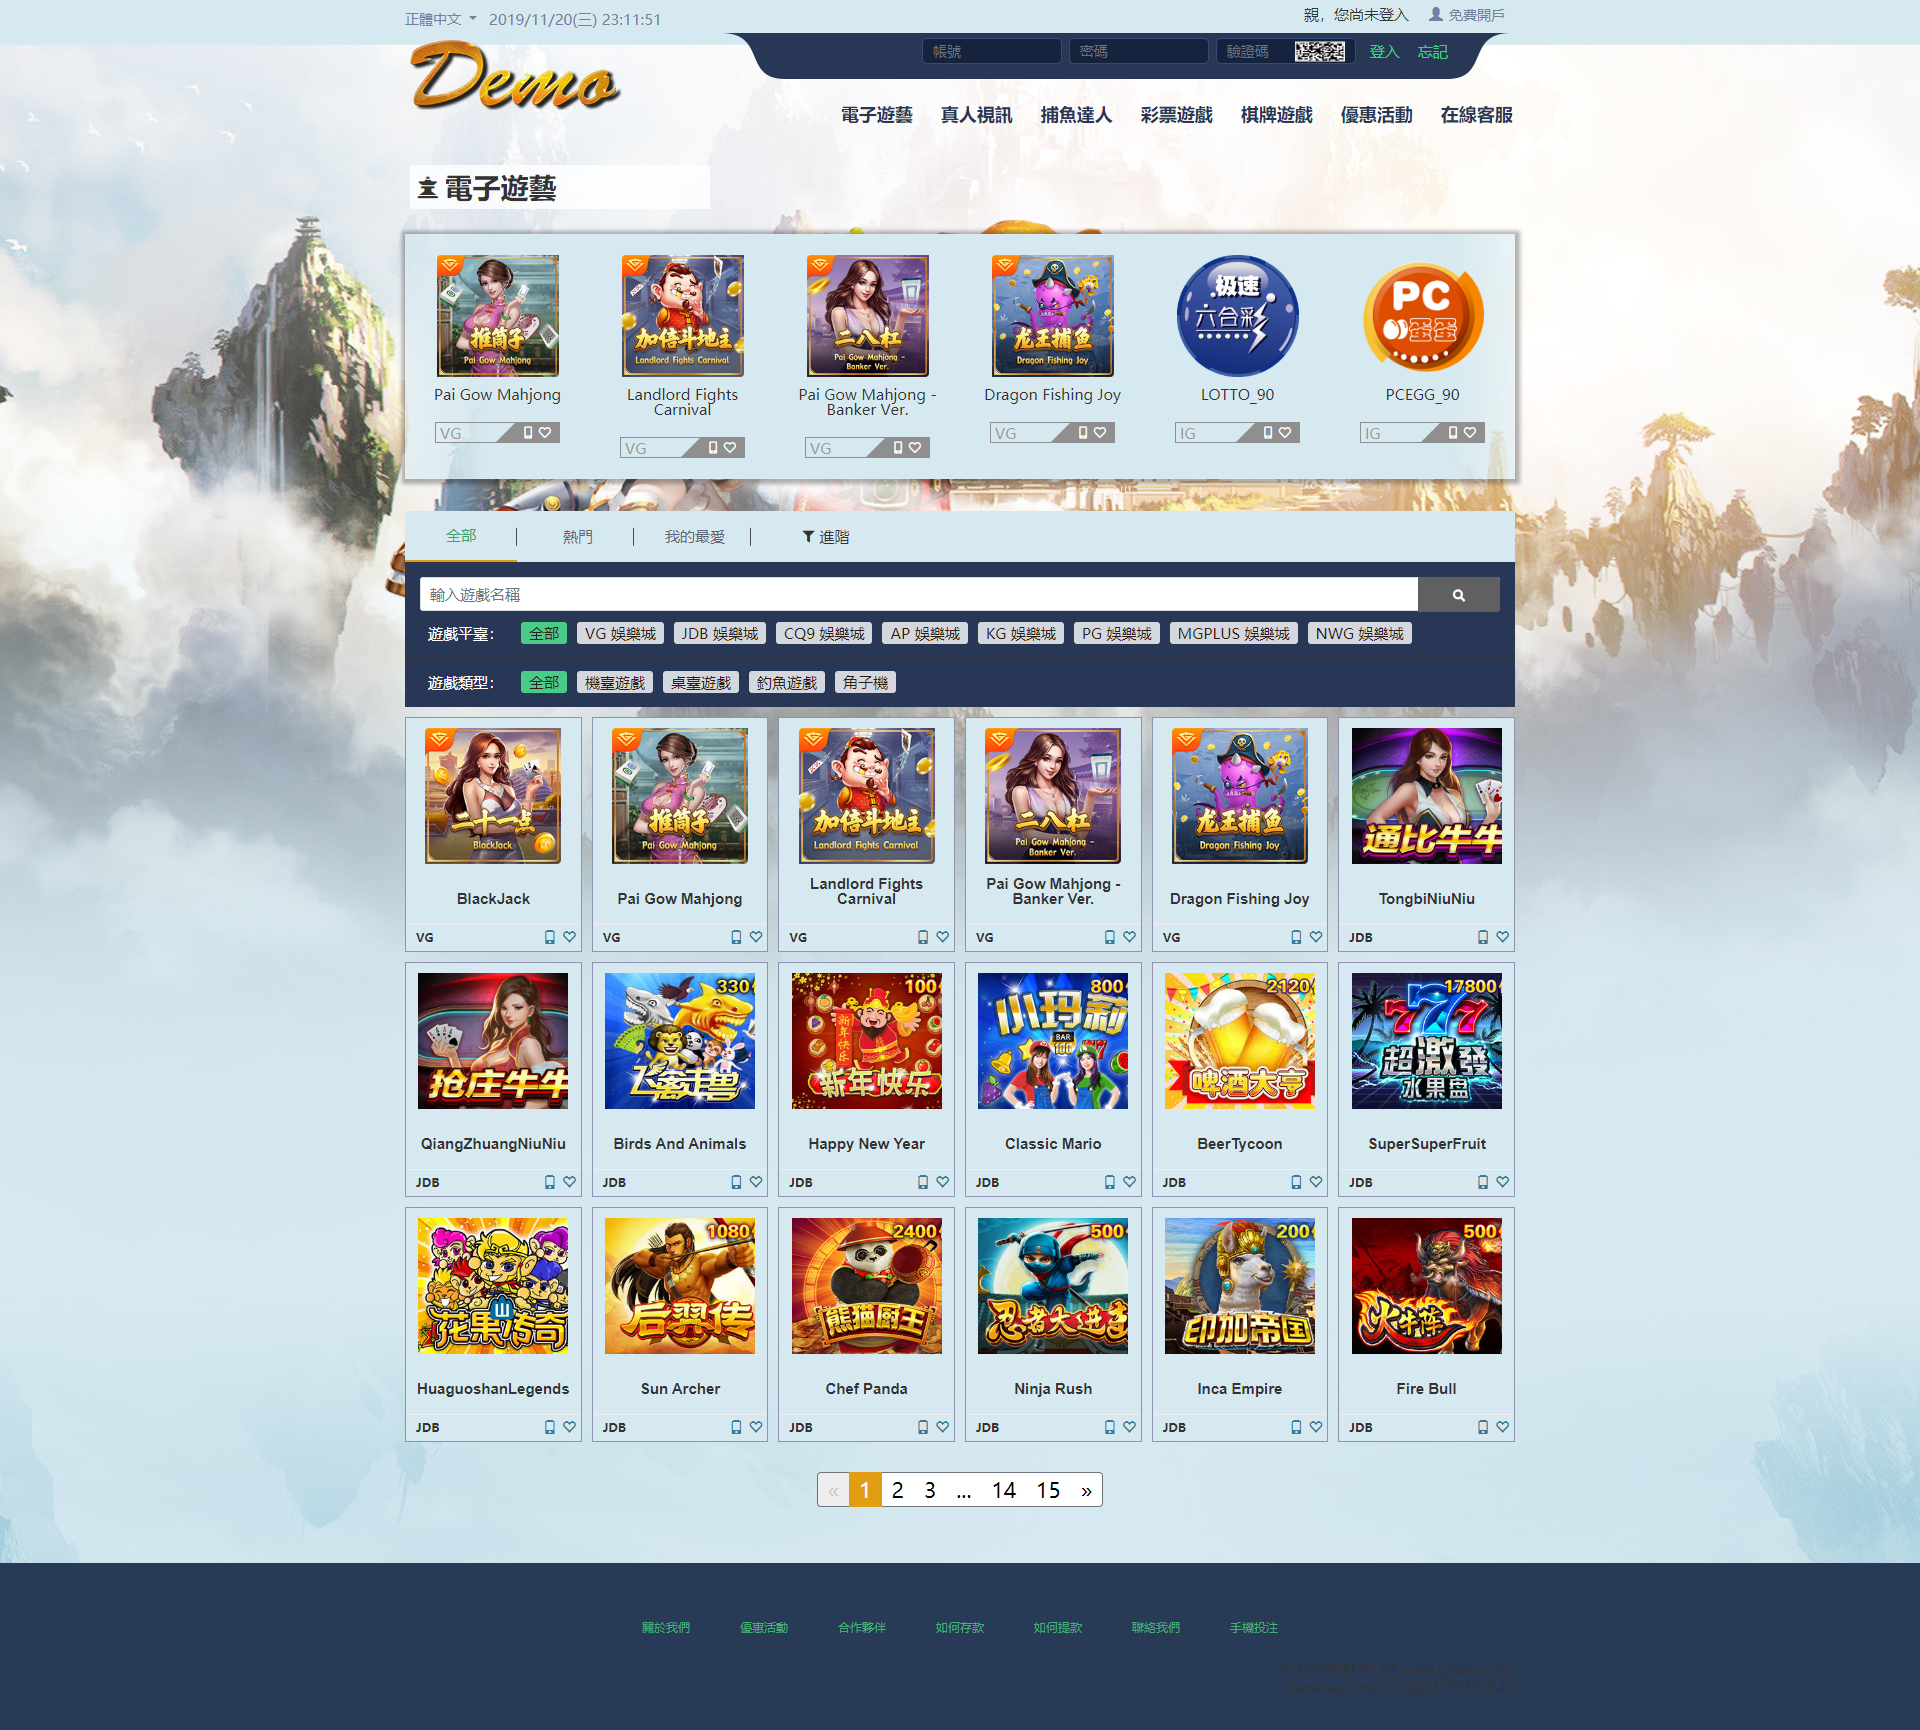 正體中文 2019/11/20(三) 23:11:51
親，您尚未登入 免費開戶
Demo
帳號 密碼 驗證碼 登入 忘記
電子遊藝 真人視訊 捕魚達人 彩票遊戲 棋牌遊戲 優惠活動 在線客服
電子遊藝
推筒子
Pai Gow Mahjong
加倍斗地主
Landlord Fights Carnival
二八杠
Pai Gow Mahjong -
Banker Ver.
龙王捕鱼
Dragon Fishing Joy
极速
六合彩
PC
蛋蛋
Pai Gow Mahjong
Landlord Fights
Carnival
Pai Gow Mahjong -
Banker Ver.
Dragon Fishing Joy
LOTTO_90
PCEGG_90
VG
VG
VG
VG
IG
IG
全部 熱門 我的最愛 進階
輸入遊戲名稱
遊戲平臺： 全部 VG 娛樂城 JDB 娛樂城 CQ9 娛樂城 AP 娛樂城 KG 娛樂城 PG 娛樂城 MGPLUS 娛樂城 NWG 娛樂城
遊戲類型： 全部 機臺遊戲 桌臺遊戲 釣魚遊戲 角子機
二十一点
BlackJack
推筒子
Pai Gow Mahjong
加倍斗地主
Landlord Fights Carnival
二八杠
Pai Gow Mahjong -
Banker Ver.
龙王捕鱼
Dragon Fishing Joy
通比牛牛
BlackJack
Pai Gow Mahjong
Landlord Fights
Carnival
Pai Gow Mahjong -
Banker Ver.
Dragon Fishing Joy
TongbiNiuNiu
VG
VG
VG
VG
VG
JDB
抢庄牛牛
330
飞禽走兽
100
新年快乐
新年快乐
800
小玛莉
BAR
100
2120
啤酒大亨
17800
777
超激發
水果盘
QiangZhuangNiuNiu
Birds And Animals
Happy New Year
Classic Mario
BeerTycoon
SuperSuperFruit
JDB
JDB
JDB
JDB
JDB
JDB
花果传奇
1080
后羿传
2400
熊猫厨王
500
忍者大进击
200
印加帝国
500
火牛阵
HuaguoshanLegends
Sun Archer
Chef Panda
Ninja Rush
Inca Empire
Fire Bull
JDB
JDB
JDB
JDB
JDB
JDB
« 1 2 3 ... 14 15 »
關於我們 優惠活動 合作夥伴 如何存款 如何提款 聯絡我們 手機投注